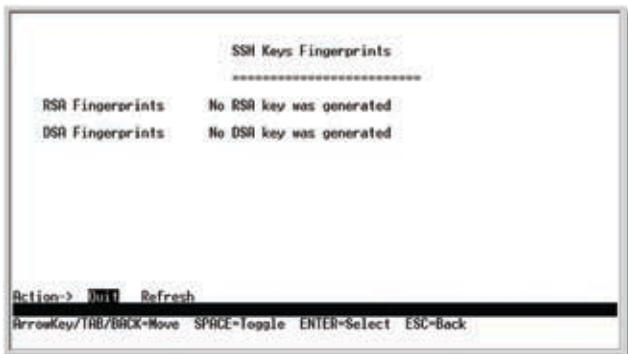 SSH Keys Fingerprints
=========================
RSA Fingerprints No RSA key was generated
DSA Fingerprints No DSA key was generated
Action-> Quit Refresh
ArrowKey/TAB/BACK=Move SPACE=Toggle ENTER=Select ESC=Back